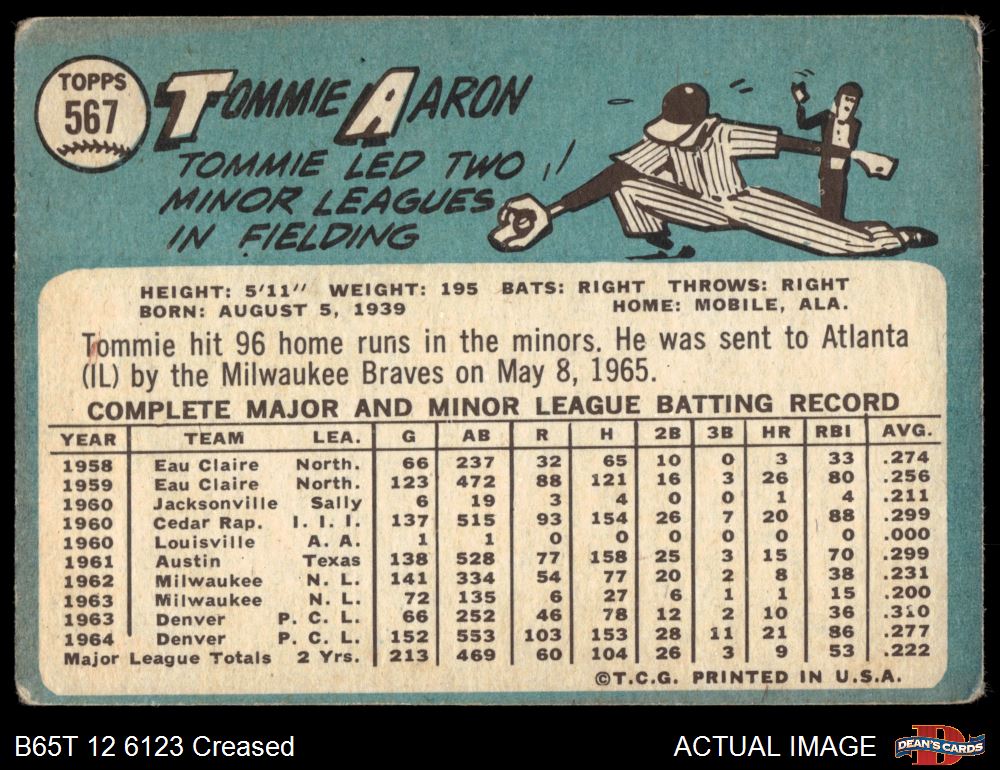 TOPPS
567
TOMMIE AARON
TOMMIE LED TWO
MINOR LEAGUES
IN FIELDING
HEIGHT: 5'11" WEIGHT: 195 BATS: RIGHT THROWS: RIGHT
BORN: AUGUST 5, 1939 HOME: MOBILE, ALA.
Tommie hit 96 home runs in the minors. He was sent to Atlanta
(IL) by the Milwaukee Braves on May 8, 1965.
COMPLETE MAJOR AND MINOR LEAGUE BATTING RECORD
YEAR TEAM LEA. G AB R H 2B 3B HR RBI AVG.
1958 Eau Claire North. 66 237 32 65 10 0 3 33 .274
1959 Eau Claire North. 123 472 88 121 16 3 26 80 .256
1960 Jacksonville Sally 6 19 3 4 0 0 1 4 .211
1960 Cedar Rap. I. I. I. 137 515 93 154 26 7 20 88 .299
1960 Louisville A. A. 1 1 0 0 0 0 0 0 .000
1961 Austin Texas 138 528 77 158 25 3 15 70 .299
1962 Milwaukee N. L. 141 334 54 77 20 2 8 38 .231
1963 Milwaukee N. L. 72 135 6 27 6 1 1 15 .200
1963 Denver P. C. L. 66 252 46 78 12 2 10 36 .310
1964 Denver P. C. L. 152 553 103 153 28 11 21 86 .277
Major League Totals 2 Yrs. 213 469 60 104 26 3 9 53 .222
©T.C.G. PRINTED IN U.S.A.
B65T 12 6123 Creased ACTUAL IMAGE
DEAN'S CARDS